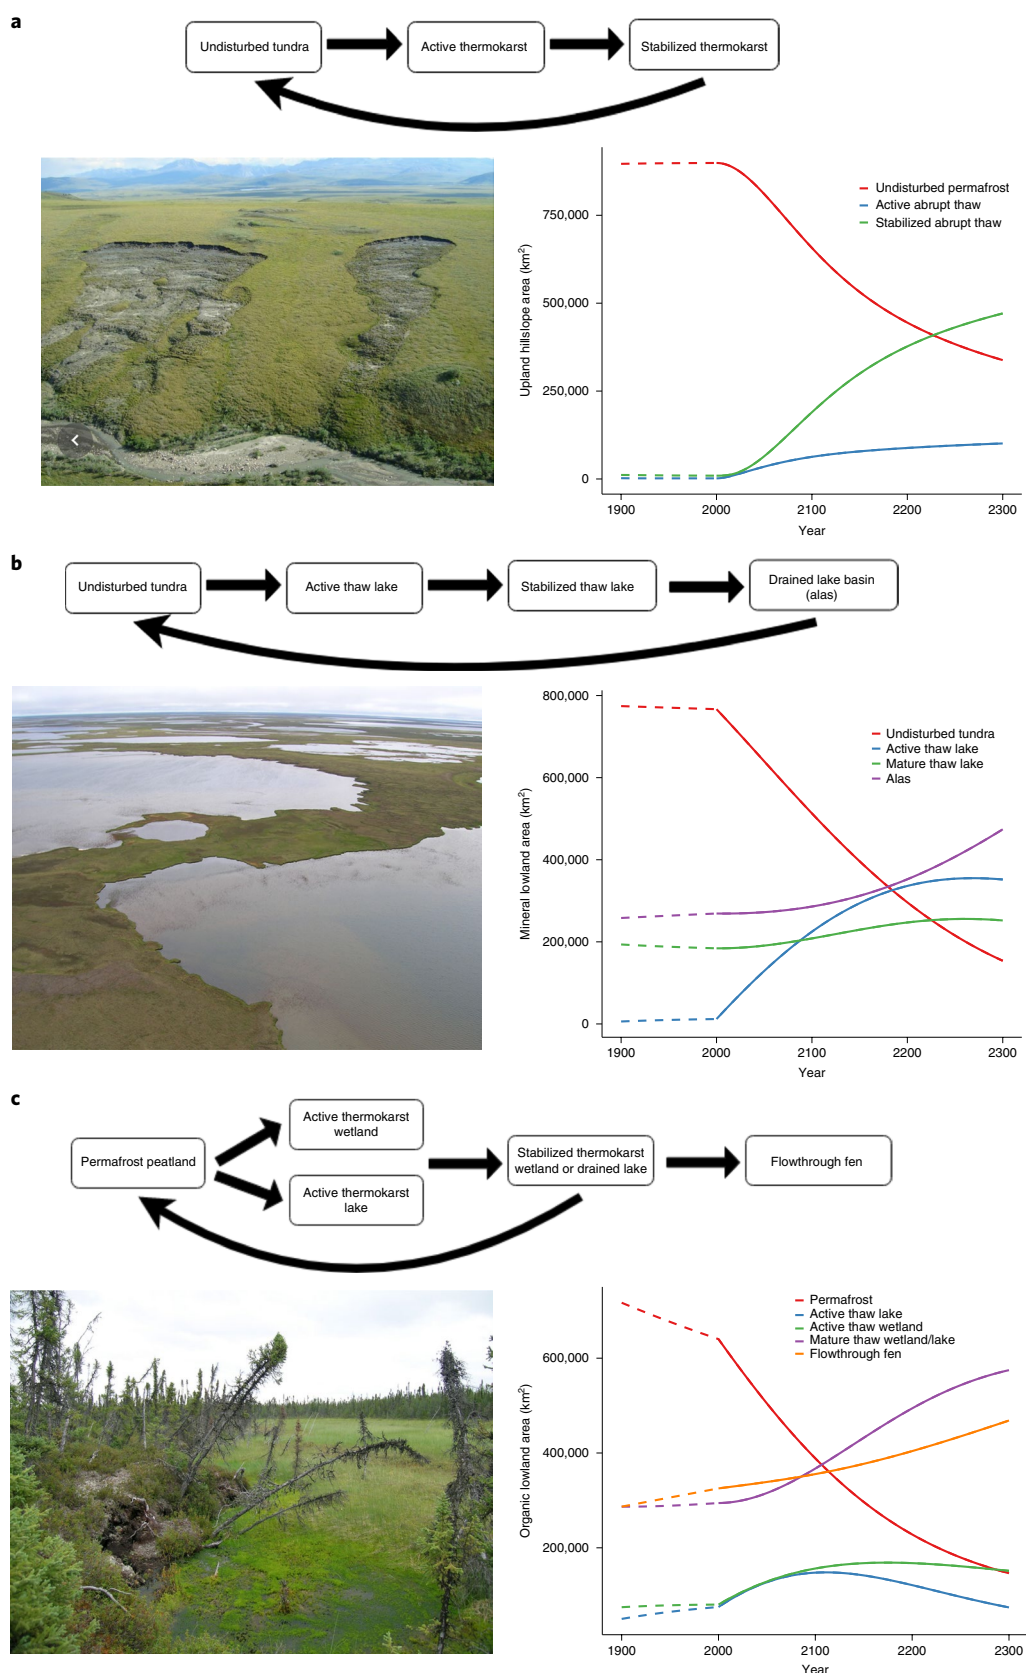 a
Undisturbed tundra
Active thermokarst
Stabilized thermokarst
Upland hillslope area (km²)
750,000
500,000
250,000
0
Undisturbed permafrost
Active abrupt thaw
Stabilized abrupt thaw
1900
2000
2100
2200
2300
Year
b
Undisturbed tundra
Active thaw lake
Stabilized thaw lake
Drained lake basin
(alas)
Mineral lowland area (km²)
800,000
600,000
400,000
200,000
0
Undisturbed tundra
Active thaw lake
Mature thaw lake
Alas
1900
2000
2100
2200
2300
Year
c
Permafrost peatland
Active thermokarst
wetland
Active thermokarst
lake
Stabilized thermokarst
wetland or drained lake
Flowthrough fen
Organic lowland area (km²)
600,000
400,000
200,000
Permafrost
Active thaw lake
Active thaw wetland
Mature thaw wetland/lake
Flowthrough fen
1900
2000
2100
2200
2300
Year